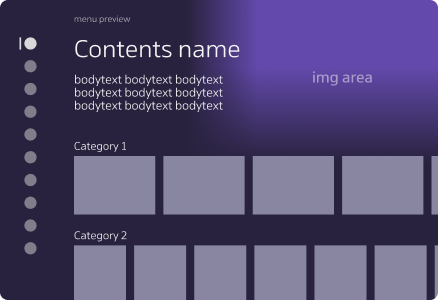 menu preview
Contents name
bodytext bodytext bodytext
bodytext bodytext bodytext
bodytext bodytext bodytext
img area
Category 1
Category 2